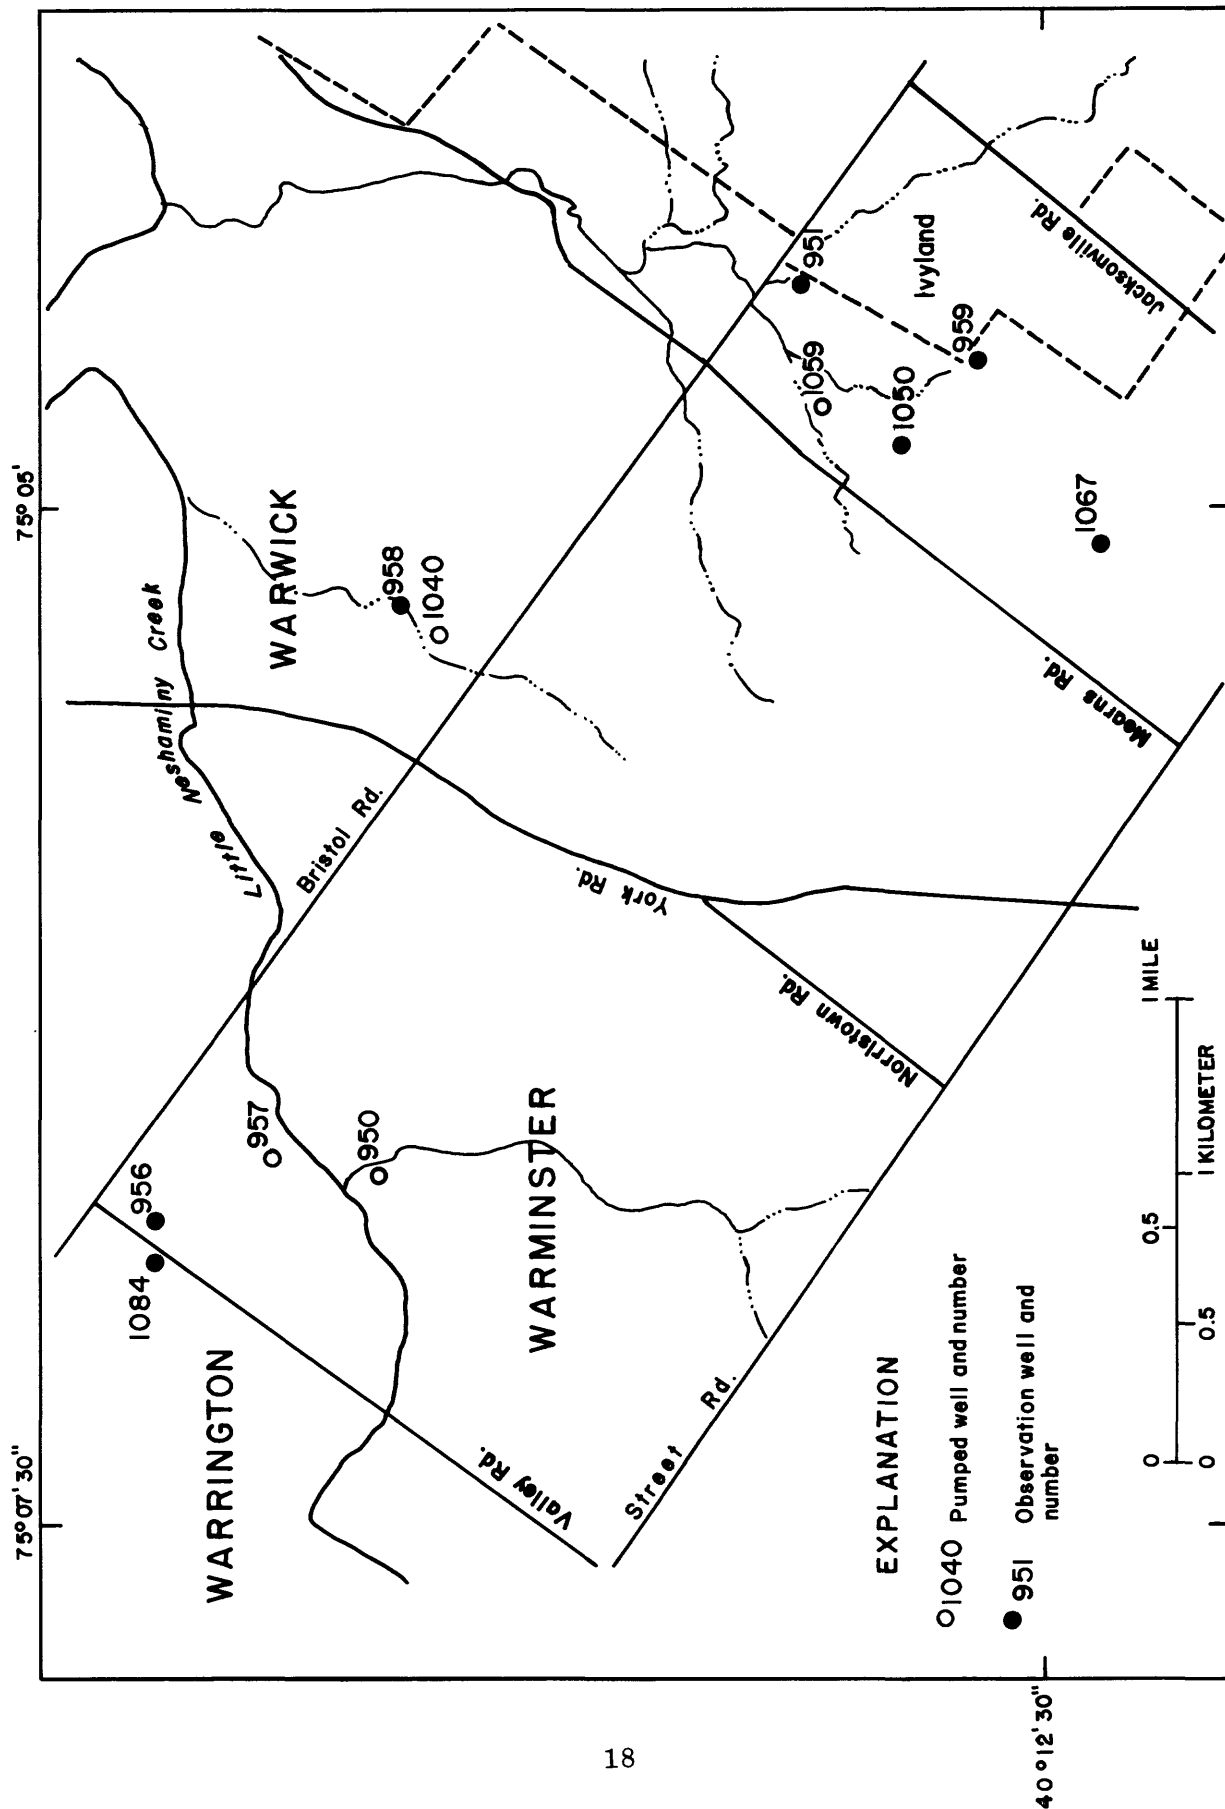 75° 07' 30"
75° 05'
WARRINGTON
1084
956
957
950
Little Neshaminy Creek
Bristol Rd.
WARWICK
958
1040
WARMINSTER
York Rd.
Valley Rd.
Street Rd.
Norristown Rd.
Mearns Rd.
951
1059
1050
959
Ivyland
1067
Jacksonville Rd.
EXPLANATION
1040 Pumped well and number
951 Observation well and
number
0 0.5 1 MILE
0 0.5 1 KILOMETER
40° 12' 30"
18